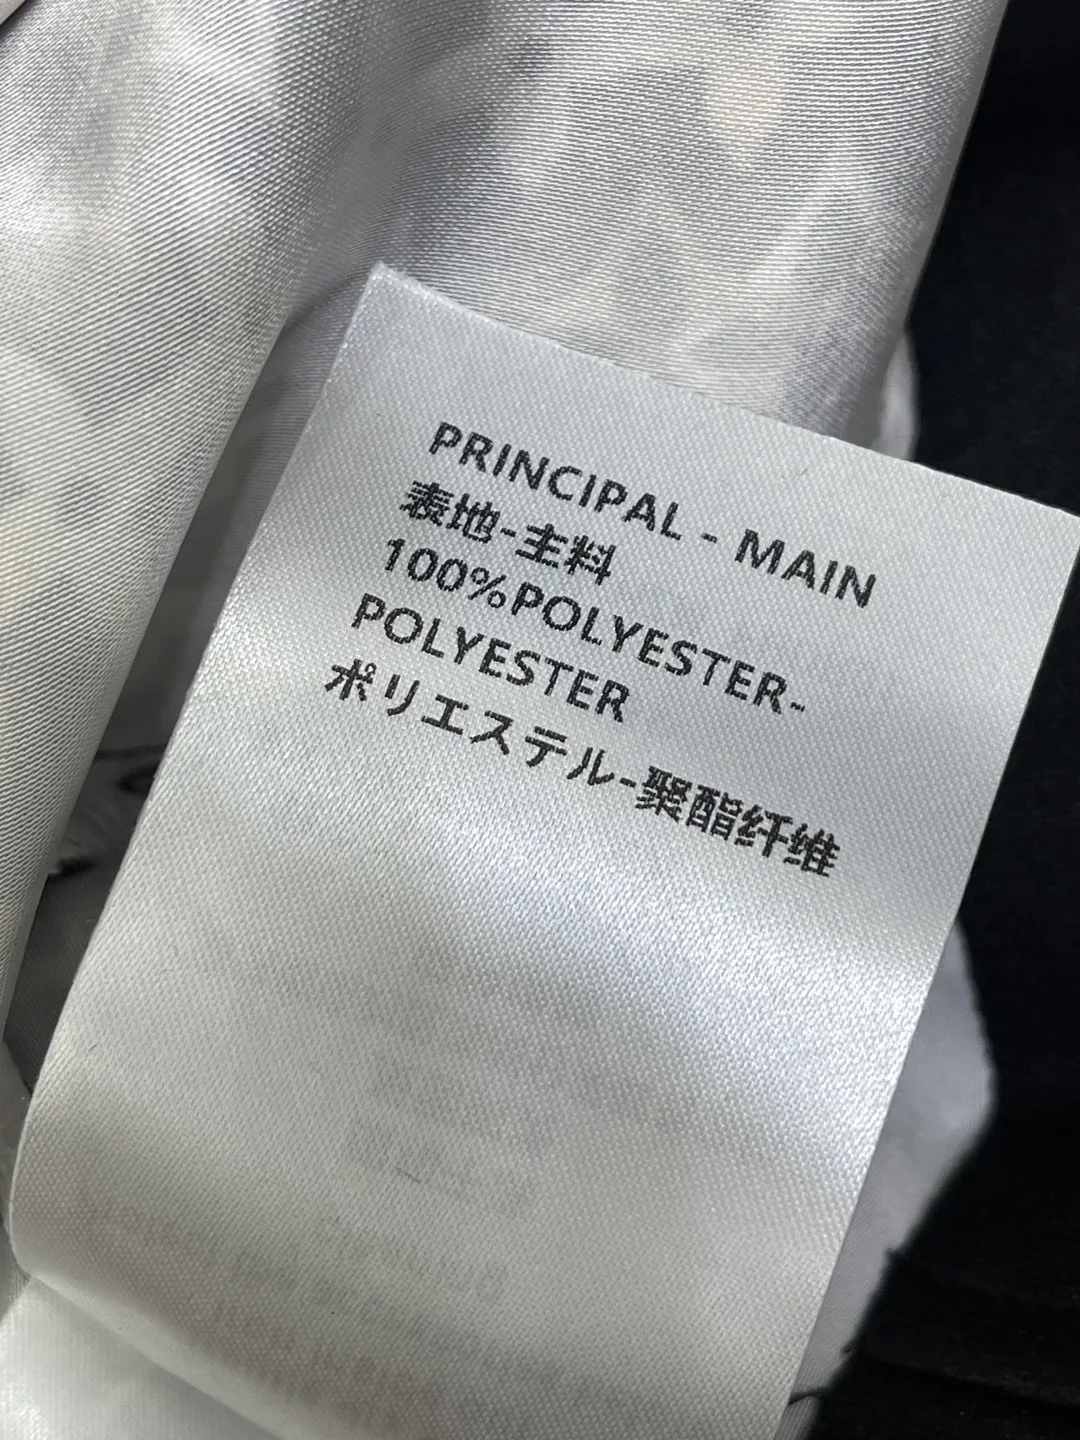 PRINCIPAL - MAIN
表地-主料
100%POLYESTER-
POLYESTER
ポリエステル-聚酯纤维